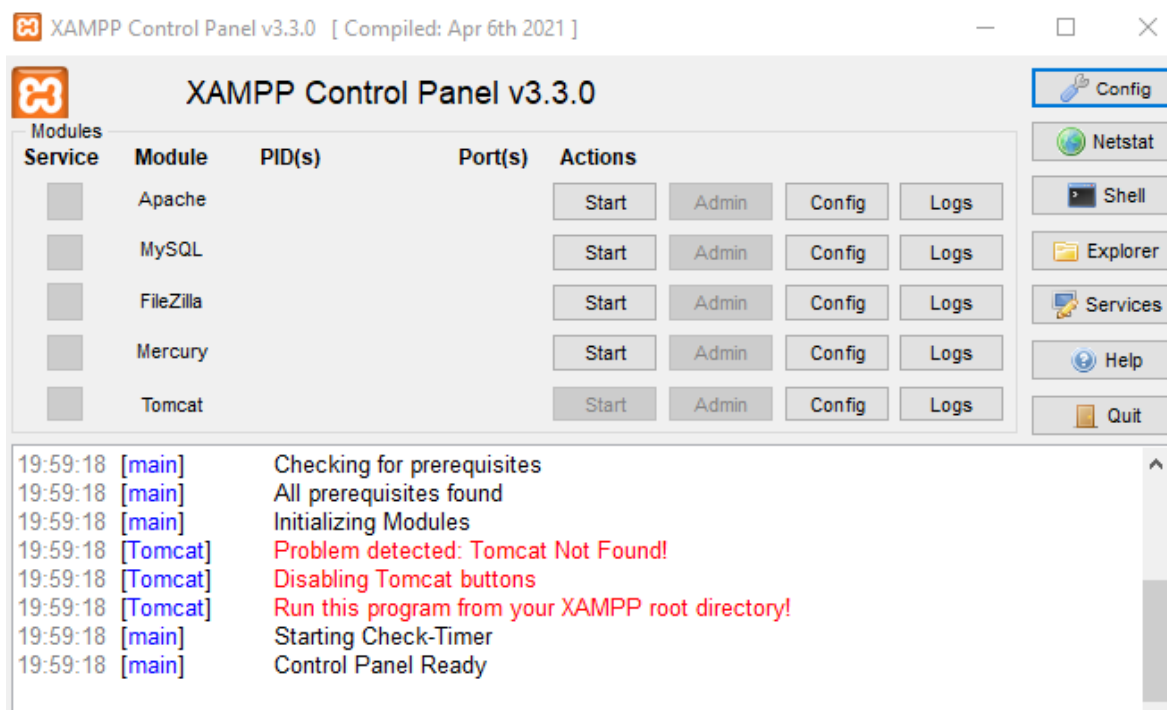 XAMPP Control Panel v3.3.0 [ Compiled: Apr 6th 2021 ]
XAMPP Control Panel v3.3.0
Config
Modules
Service Module PID(s) Port(s) Actions
Netstat
Apache Start Admin Config Logs
Shell
MySQL Start Admin Config Logs
Explorer
FileZilla Start Admin Config Logs
Services
Mercury Start Admin Config Logs
Help
Tomcat Start Admin Config Logs
Quit
19:59:18 [main] Checking for prerequisites
19:59:18 [main] All prerequisites found
19:59:18 [main] Initializing Modules
19:59:18 [Tomcat] Problem detected: Tomcat Not Found!
19:59:18 [Tomcat] Disabling Tomcat buttons
19:59:18 [Tomcat] Run this program from your XAMPP root directory!
19:59:18 [main] Starting Check-Timer
19:59:18 [main] Control Panel Ready